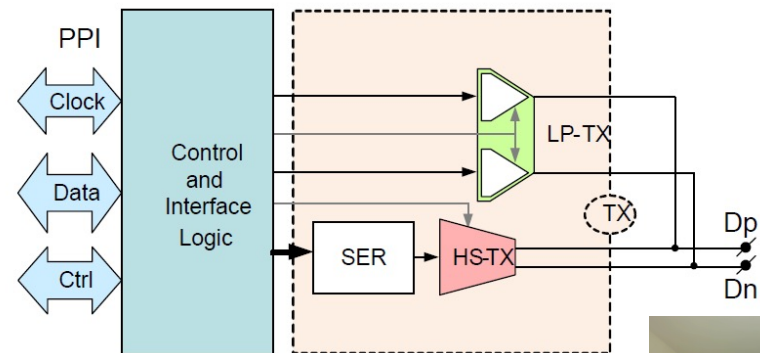 PPI
Clock
Data
Ctrl
Control
and
Interface
Logic
LP-TX
TX
SER
HS-TX
Dp
Dn